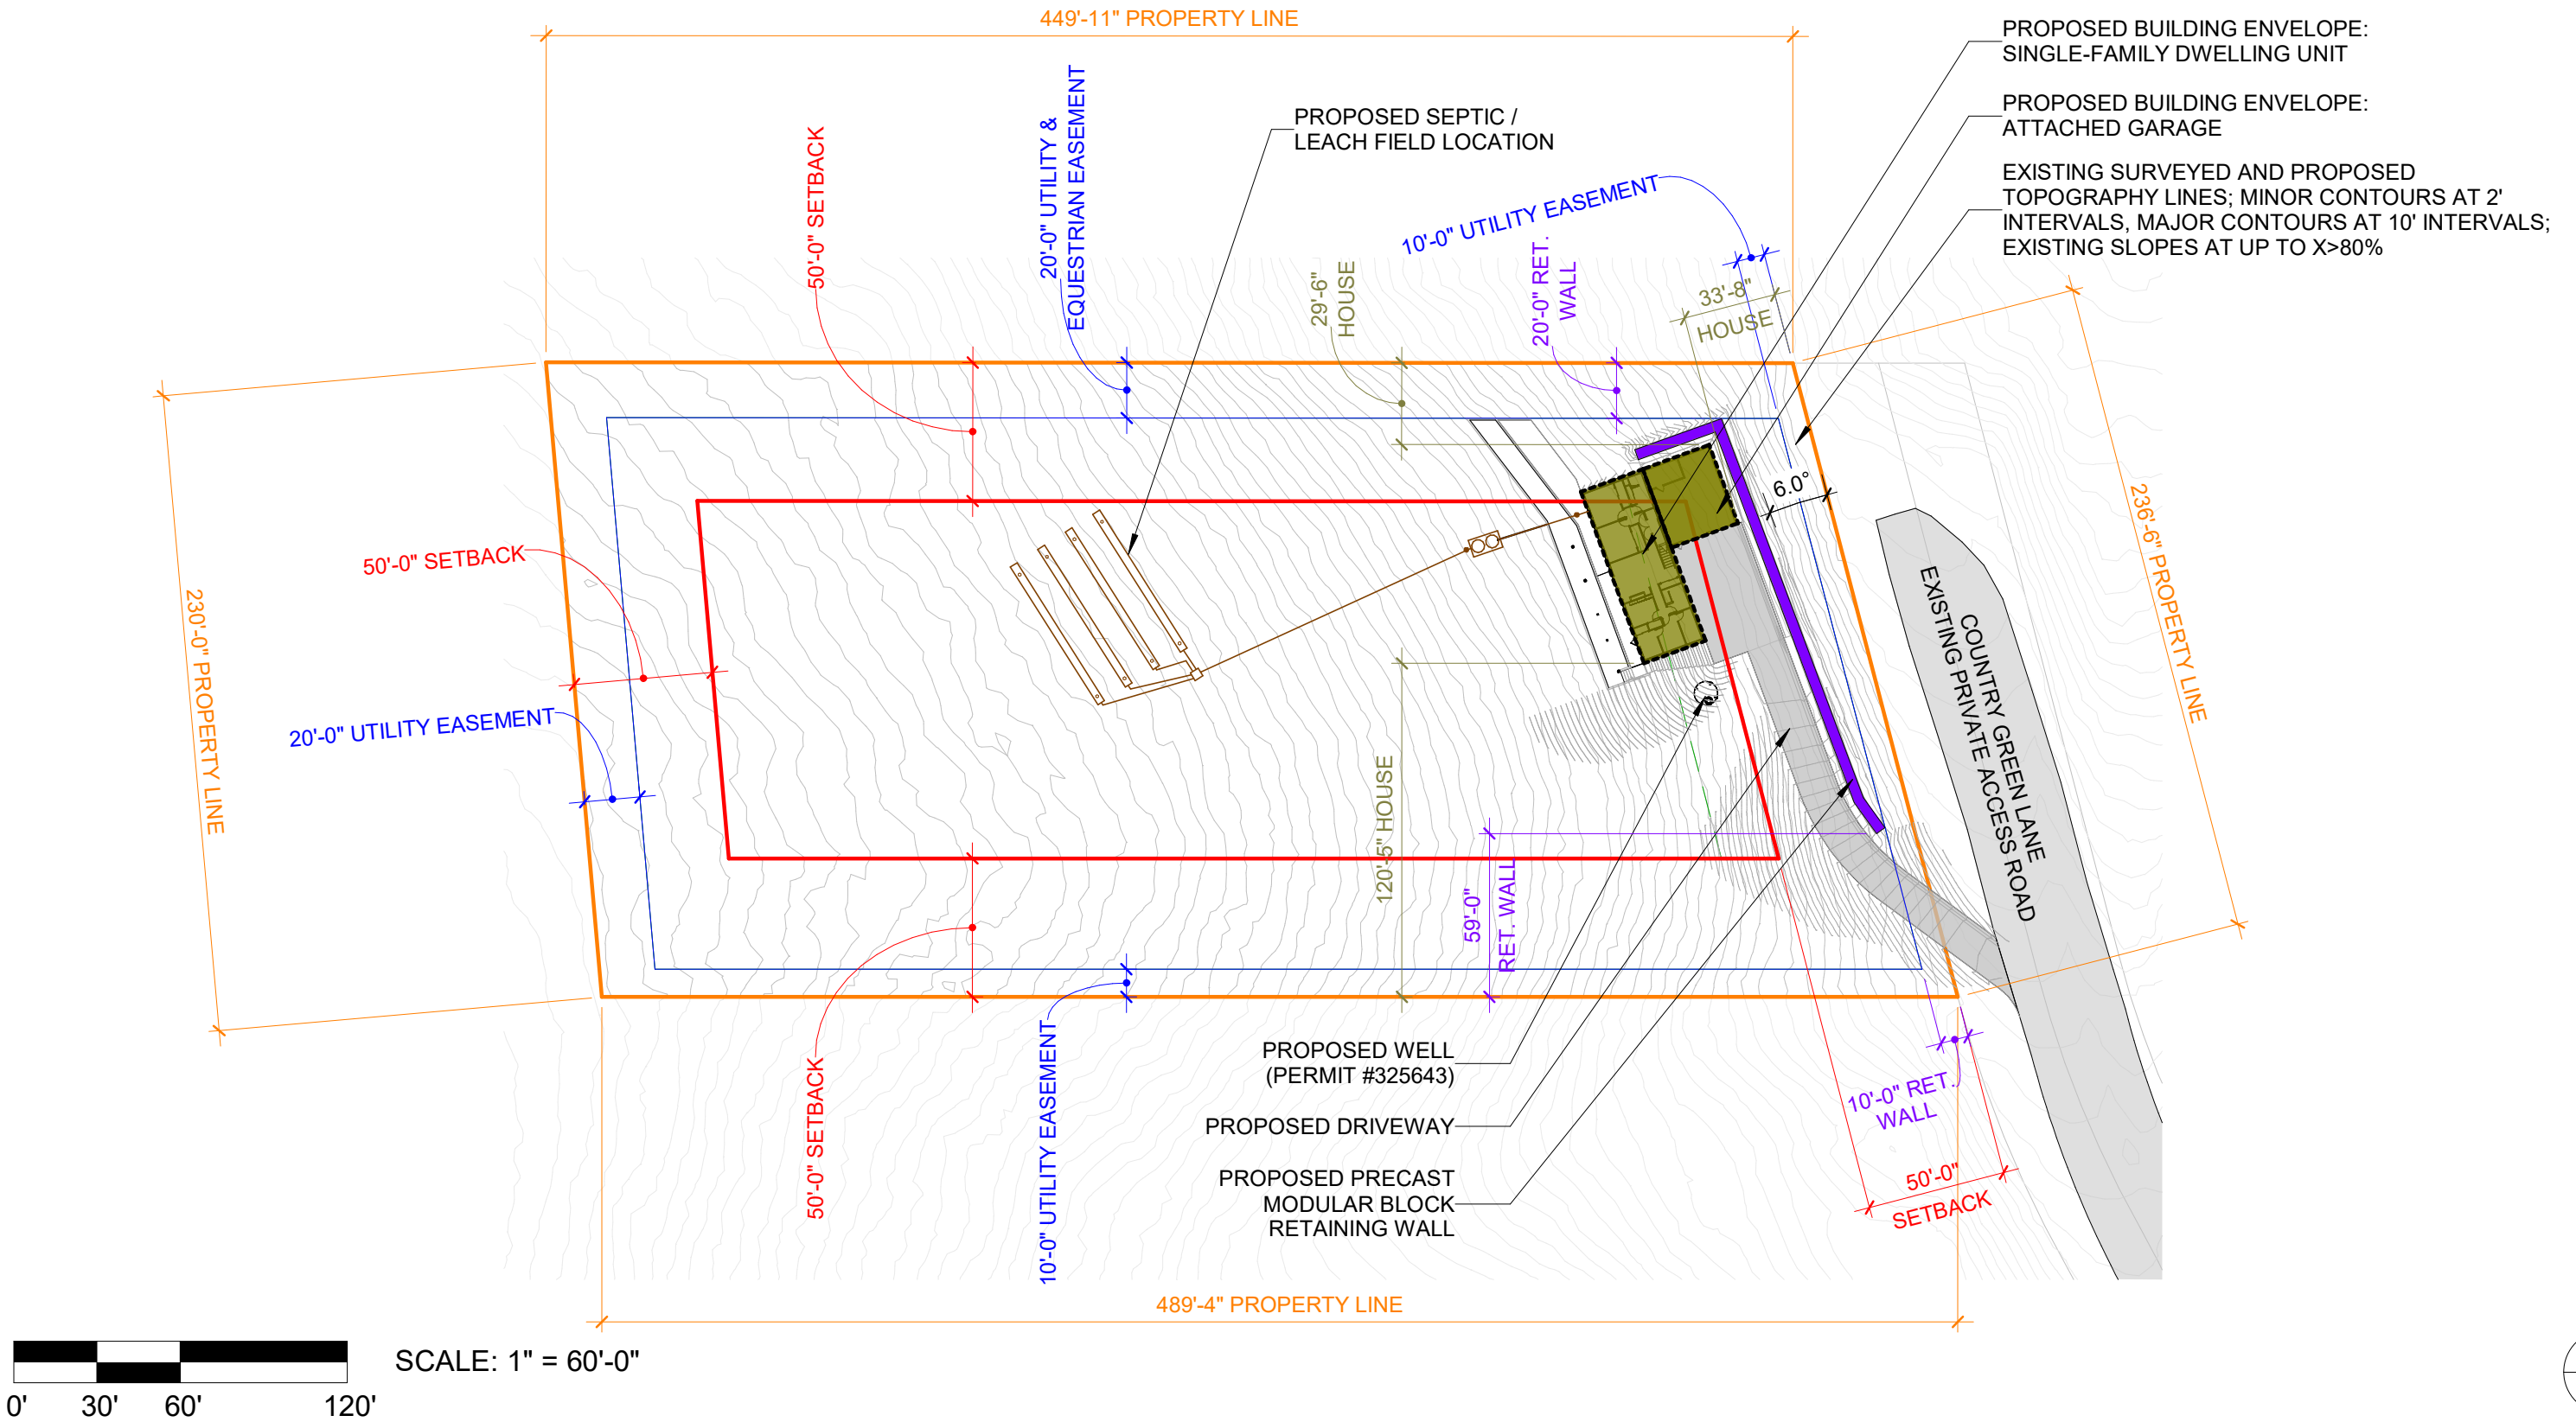 449'-11" PROPERTY LINE
PROPOSED BUILDING ENVELOPE:
SINGLE-FAMILY DWELLING UNIT
PROPOSED BUILDING ENVELOPE:
ATTACHED GARAGE
EXISTING SURVEYED AND PROPOSED
TOPOGRAPHY LINES; MINOR CONTOURS AT 2'
INTERVALS, MAJOR CONTOURS AT 10' INTERVALS;
EXISTING SLOPES AT UP TO X>80%
PROPOSED SEPTIC /
LEACH FIELD LOCATION
50'-0" SETBACK
20'-0" UTILITY &
EQUESTRIAN EASEMENT
10'-0" UTILITY EASEMENT
29'-6"
HOUSE
20'-0" RET.
WALL
33'-8"
HOUSE
6.0°
236'-6" PROPERTY LINE
50'-0" SETBACK
230'-0" PROPERTY LINE
20'-0" UTILITY EASEMENT
COUNTRY GREEN LANE
EXISTING PRIVATE ACCESS ROAD
120'-5" HOUSE
59'-0"
RET. WALL
50'-0" SETBACK
10'-0" UTILITY EASEMENT
PROPOSED WELL
(PERMIT #325643)
PROPOSED DRIVEWAY
PROPOSED PRECAST
MODULAR BLOCK
RETAINING WALL
10'-0" RET.
WALL
50'-0"
SETBACK
489'-4" PROPERTY LINE
SCALE: 1" = 60'-0"
0' 30' 60' 120'